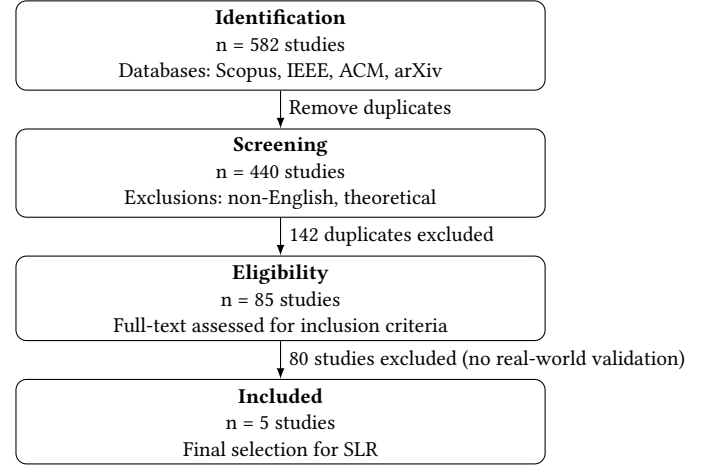 Identification
n = 582 studies
Databases: Scopus, IEEE, ACM, arXiv
Remove duplicates
Screening
n = 440 studies
Exclusions: non-English, theoretical
142 duplicates excluded
Eligibility
n = 85 studies
Full-text assessed for inclusion criteria
80 studies excluded (no real-world validation)
Included
n = 5 studies
Final selection for SLR